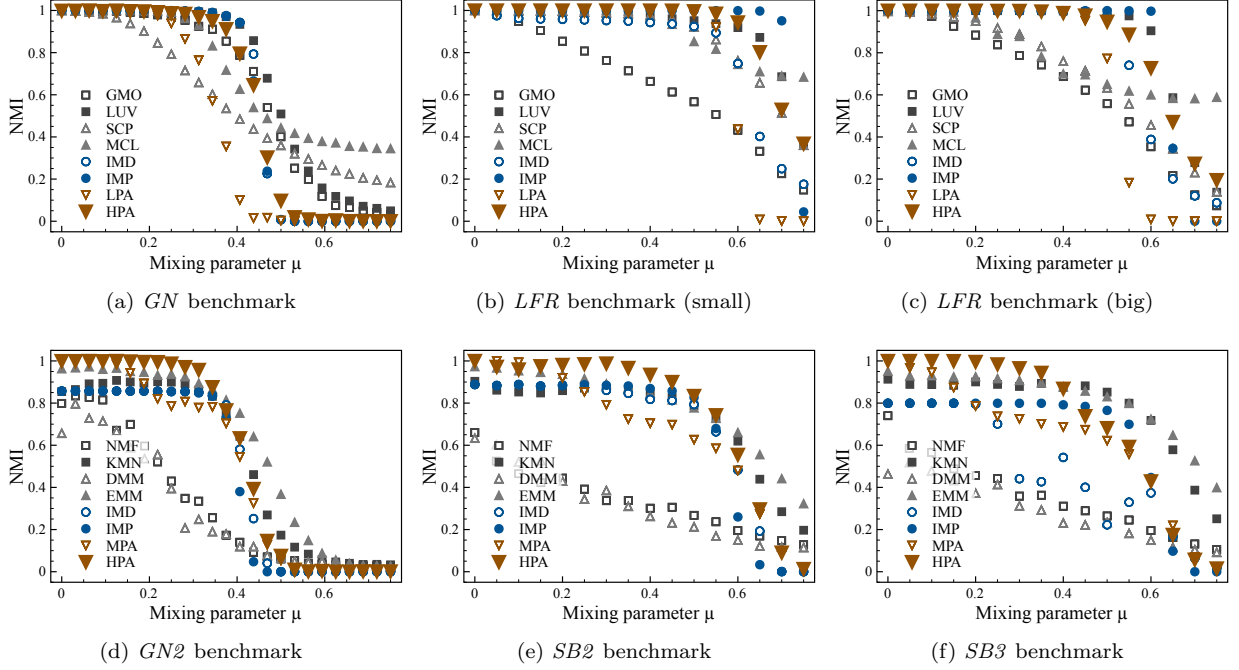 1
0.8
0.6
0.4
0.2
0
NMI
GMO
LUV
SCP
MCL
IMD
IMP
LPA
HPA
0 0.2 0.4 0.6
Mixing parameter μ
(a) GN benchmark
1
0.8
0.6
0.4
0.2
0
NMI
GMO
LUV
SCP
MCL
IMD
IMP
LPA
HPA
0 0.2 0.4 0.6
Mixing parameter μ
(b) LFR benchmark (small)
1
0.8
0.6
0.4
0.2
0
NMI
GMO
LUV
SCP
MCL
IMD
IMP
LPA
HPA
0 0.2 0.4 0.6
Mixing parameter μ
(c) LFR benchmark (big)
1
0.8
0.6
0.4
0.2
0
NMI
NMF
KMN
DMM
EMM
IMD
IMP
MPA
HPA
0 0.2 0.4 0.6
Mixing parameter μ
(d) GN2 benchmark
1
0.8
0.6
0.4
0.2
0
NMI
NMF
KMN
DMM
EMM
IMD
IMP
MPA
HPA
0 0.2 0.4 0.6
Mixing parameter μ
(e) SB2 benchmark
1
0.8
0.6
0.4
0.2
0
NMI
NMF
KMN
DMM
EMM
IMD
IMP
MPA
HPA
0 0.2 0.4 0.6
Mixing parameter μ
(f) SB3 benchmark